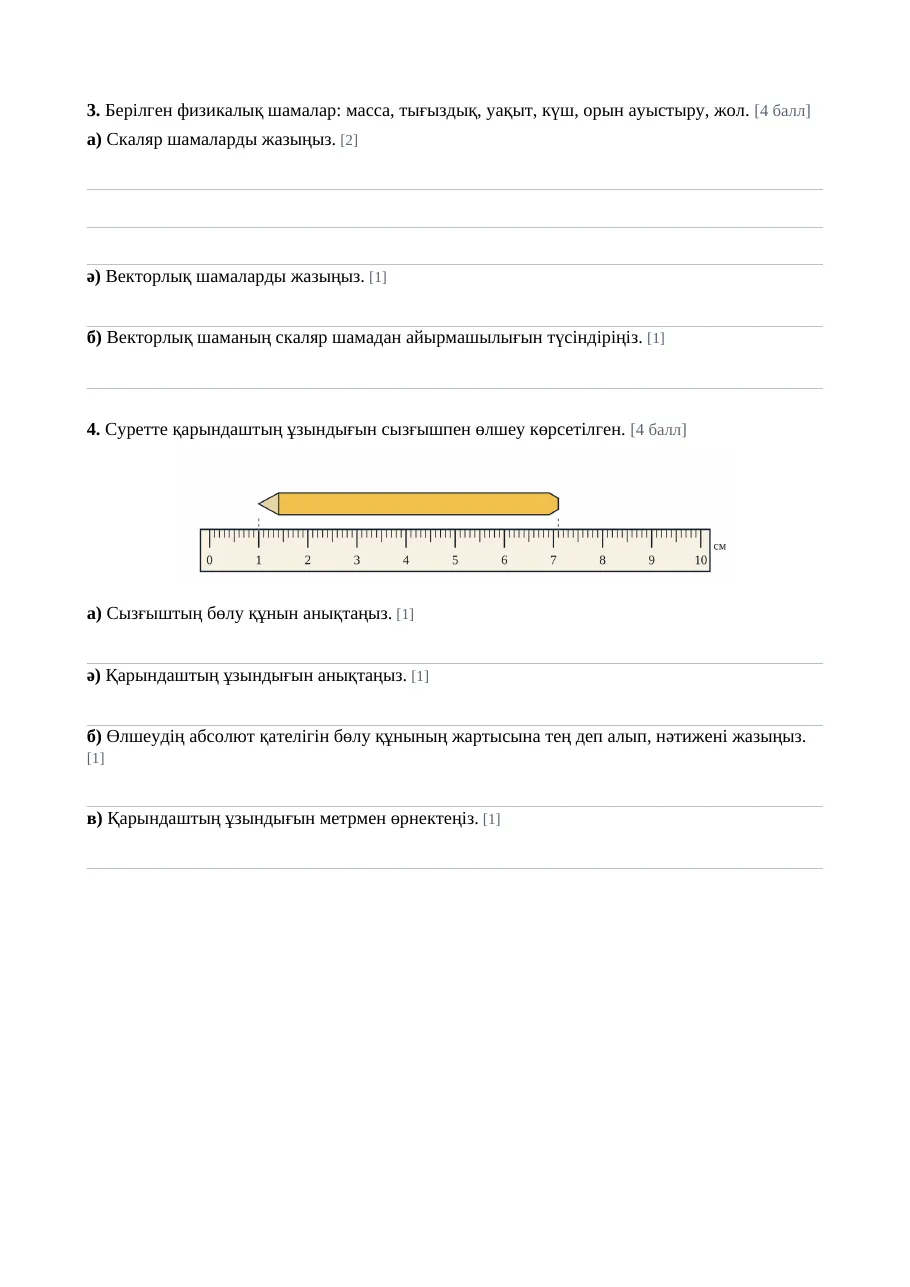 3. Берілген физикалық шамалар: масса, тығыздық, уақыт, күш, орын ауыстыру, жол. [4 балл]
а) Скаляр шамаларды жазыңыз. [2]
ә) Векторлық шамаларды жазыңыз. [1]
б) Векторлық шаманың скаляр шамадан айырмашылығын түсіндіріңіз. [1]
4. Суретте қарындаштың ұзындығын сызғышпен өлшеу көрсетілген. [4 балл]
0 1 2 3 4 5 6 7 8 9 10 см
а) Сызғыштың бөлу құнын анықтаңыз. [1]
ә) Қарындаштың ұзындығын анықтаңыз. [1]
б) Өлшеудің абсолют қателігін бөлу құнының жартысына тең деп алып, нәтижені жазыңыз.
[1]
в) Қарындаштың ұзындығын метрмен өрнектеңіз. [1]